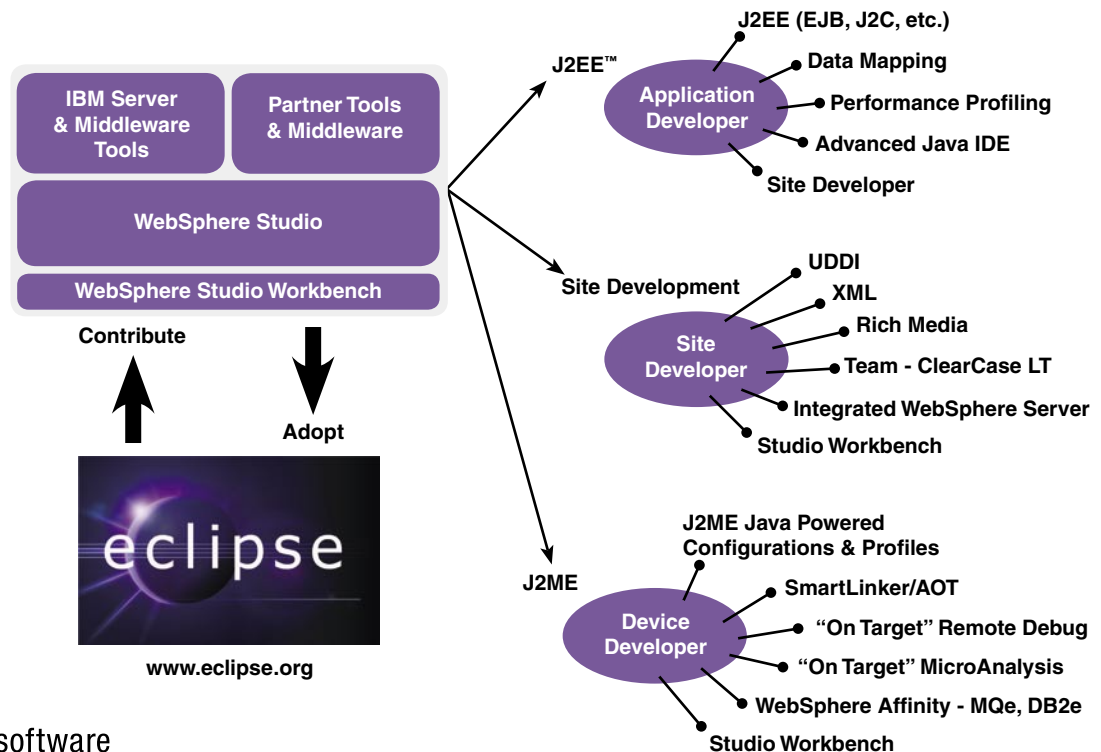 IBM Server
& Middleware
Tools
Partner Tools
& Middleware
WebSphere Studio
WebSphere Studio Workbench
Contribute
Adopt
eclipse
www.eclipse.org
software
J2EE™
J2EE (EJB, J2C, etc.)
Data Mapping
Application
Developer
Performance Profiling
Advanced Java IDE
Site Developer
Site Development
UDDI
XML
Rich Media
Site
Developer
Team - ClearCase LT
Integrated WebSphere Server
Studio Workbench
J2ME
J2ME Java Powered
Configurations & Profiles
SmartLinker/AOT
Device
Developer
“On Target” Remote Debug
“On Target” MicroAnalysis
WebSphere Affinity - MQe, DB2e
Studio Workbench